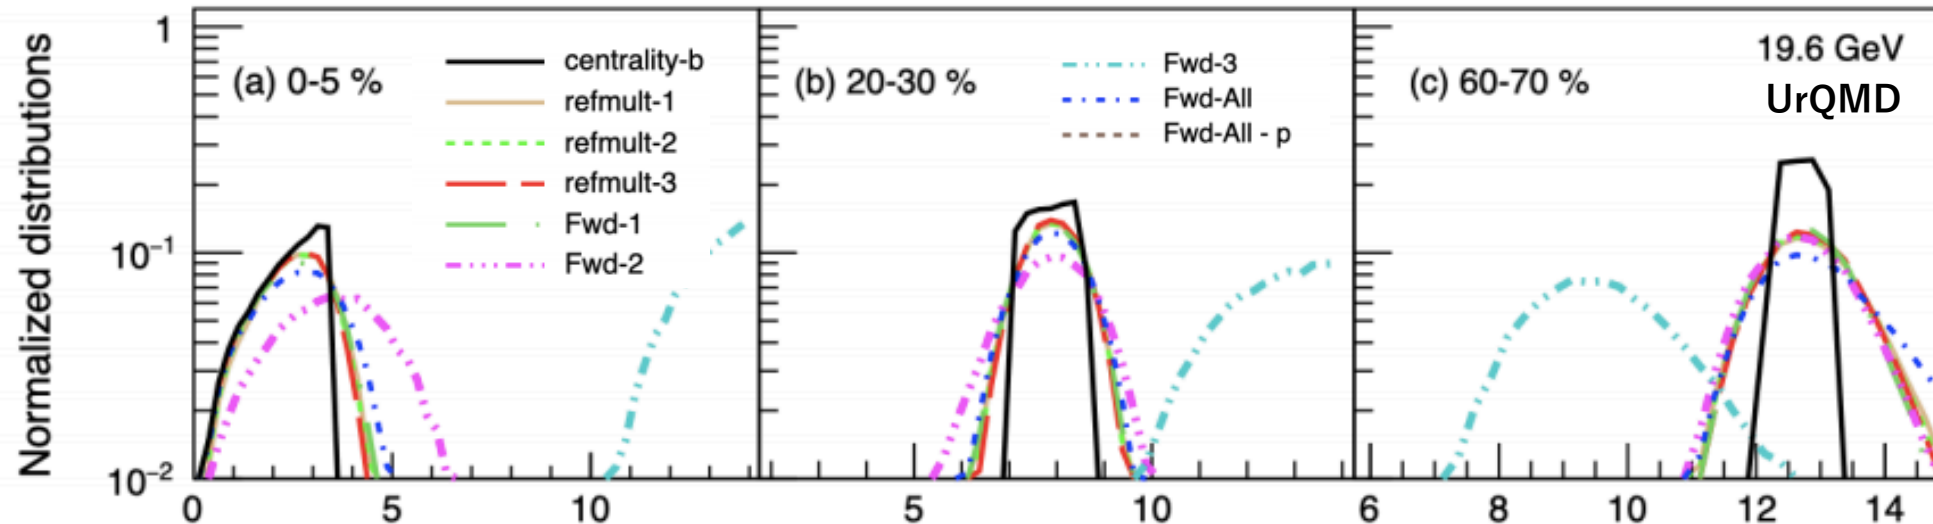 Normalized distributions
1
10⁻¹
10⁻²
(a) 0-5 %
centrality-b
refmult-1
refmult-2
refmult-3
Fwd-1
Fwd-2
0 5 10
(b) 20-30 %
Fwd-3
Fwd-All
Fwd-All - p
5 10
(c) 60-70 %
19.6 GeV
UrQMD
6 8 10 12 14